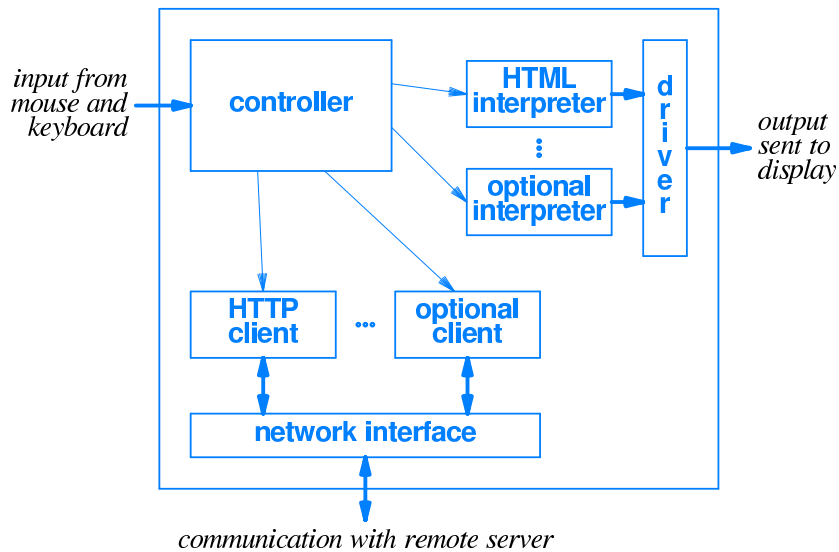 input from
mouse and
keyboard
controller
HTML
interpreter
optional
interpreter
driver
output
sent to
display
HTTP
client
optional
client
network interface
communication with remote server